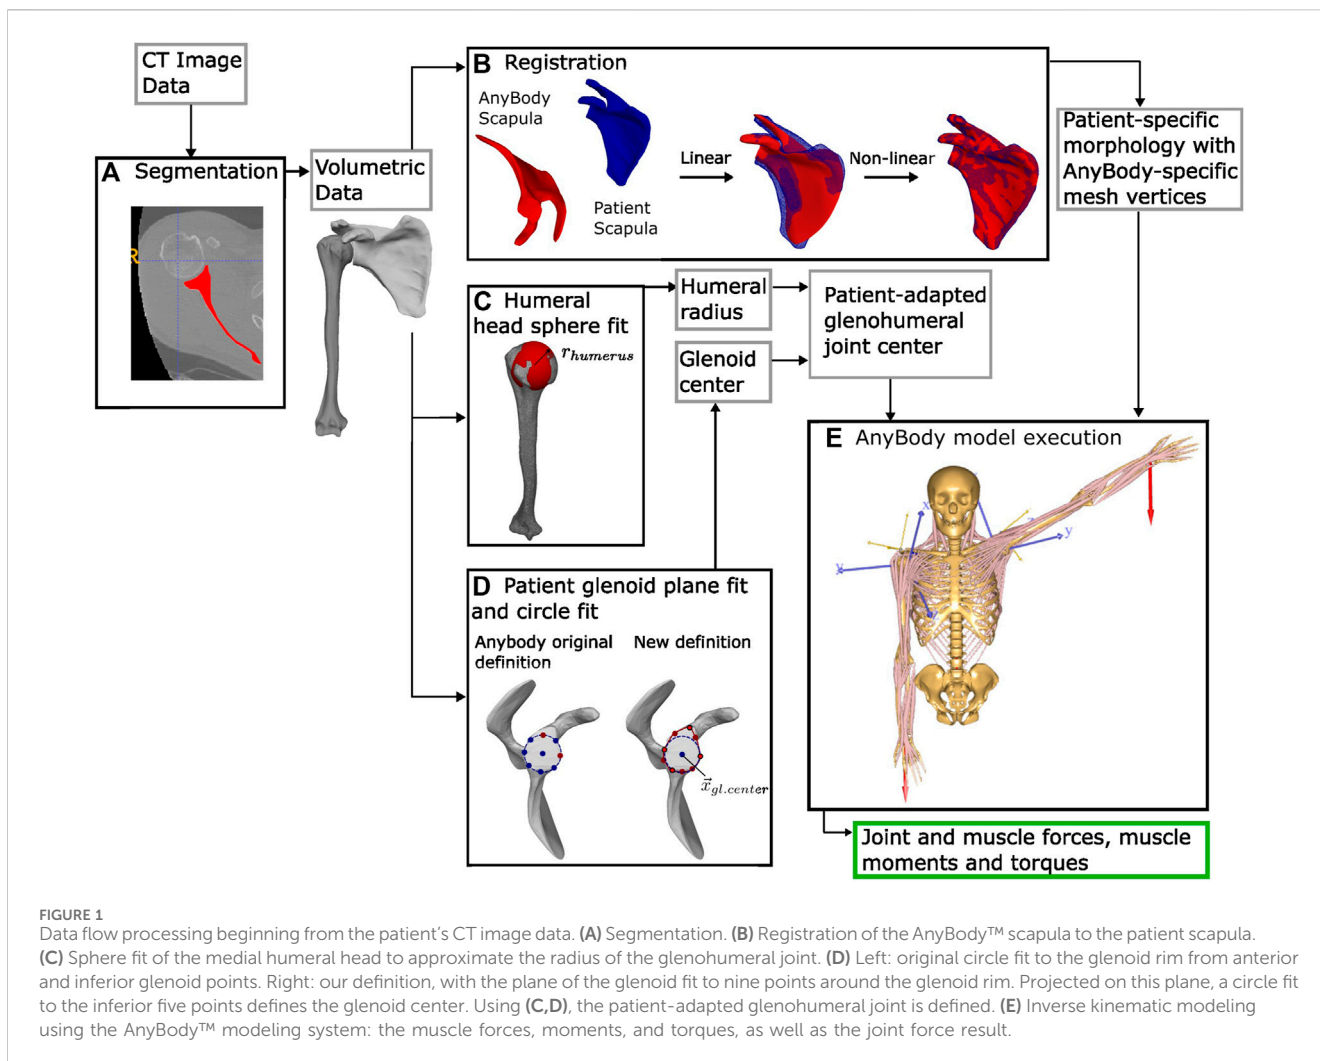 CT Image
Data
A Segmentation
R
Volumetric
Data
B Registration
AnyBody
Scapula
Patient
Scapula
Linear
Non-linear
Patient-specific
morphology with
AnyBody-specific
mesh vertices
C Humeral
head sphere fit
r_humerus
Humeral
radius
Glenoid
center
Patient-adapted
glenohumeral
joint center
D Patient glenoid plane fit
and circle fit
Anybody original
definition
New definition
x⃗_gl.center
E AnyBody model execution
x
y
y
Joint and muscle forces, muscle
moments and torques
FIGURE 1
Data flow processing beginning from the patient's CT image data. (A) Segmentation. (B) Registration of the AnyBody™ scapula to the patient scapula.
(C) Sphere fit of the medial humeral head to approximate the radius of the glenohumeral joint. (D) Left: original circle fit to the glenoid rim from anterior
and inferior glenoid points. Right: our definition, with the plane of the glenoid fit to nine points around the glenoid rim. Projected on this plane, a circle fit
to the inferior five points defines the glenoid center. Using (C,D), the patient-adapted glenohumeral joint is defined. (E) Inverse kinematic modeling
using the AnyBody™ modeling system: the muscle forces, moments, and torques, as well as the joint force result.